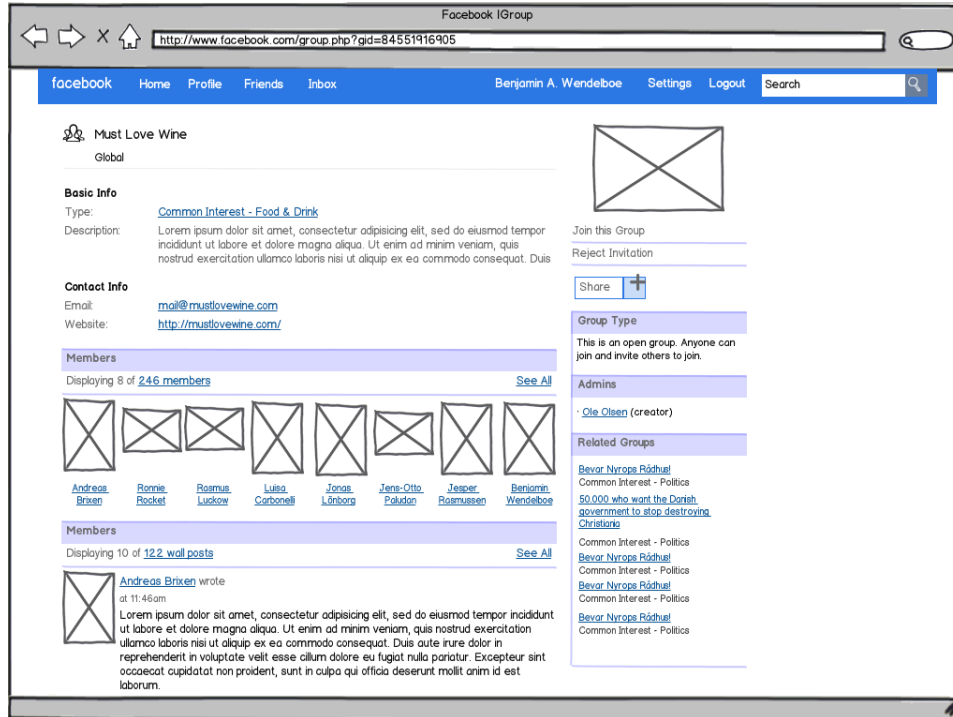 Facebook |Group
http://www.facebook.com/group.php?gid=84551916905
facebook Home Profile Friends Inbox Benjamin A. Wendelboe Settings Logout Search
Must Love Wine
Global
Basic Info
Type: Common Interest - Food & Drink
Description: Lorem ipsum dolor sit amet, consectetur adipisicing elit, sed do eiusmod tempor
incididunt ut labore et dolore magna aliqua. Ut enim ad minim veniam, quis
nostrud exercitation ullamco laboris nisi ut aliquip ex ea commodo consequat. Duis
Contact Info
Email: mail@mustlovewine.com
Website: http://mustlovewine.com/
Members
Displaying 8 of 246 members See All
Andreas Brixen
Ronnie Rocket
Rasmus Luckow
Luisa Carbonelli
Jonas Lönborg
Jens-Otto Paludan
Jesper Rasmussen
Benjamin Wendelboe
Members
Displaying 10 of 122 wall posts See All
Andreas Brixen wrote
at 11:46am
Lorem ipsum dolor sit amet, consectetur adipisicing elit, sed do eiusmod tempor incididunt
ut labore et dolore magna aliqua. Ut enim ad minim veniam, quis nostrud exercitation
ullamco laboris nisi ut aliquip ex ea commodo consequat. Duis aute irure dolor in
reprehenderit in voluptate velit esse cillum dolore eu fugiat nulla pariatur. Excepteur sint
occaecat cupidatat non proident, sunt in culpa qui officia deserunt mollit anim id est
laborum.
Join this Group
Reject Invitation
Share +
Group Type
This is an open group. Anyone can
join and invite others to join.
Admins
· Ole Olsen (creator)
Related Groups
Bevar Nyrops Rådhus!
Common Interest - Politics
50.000 who want the Danish
government to stop destroying
Christiania
Common Interest - Politics
Bevar Nyrops Rådhus!
Common Interest - Politics
Bevar Nyrops Rådhus!
Common Interest - Politics
Bevar Nyrops Rådhus!
Common Interest - Politics